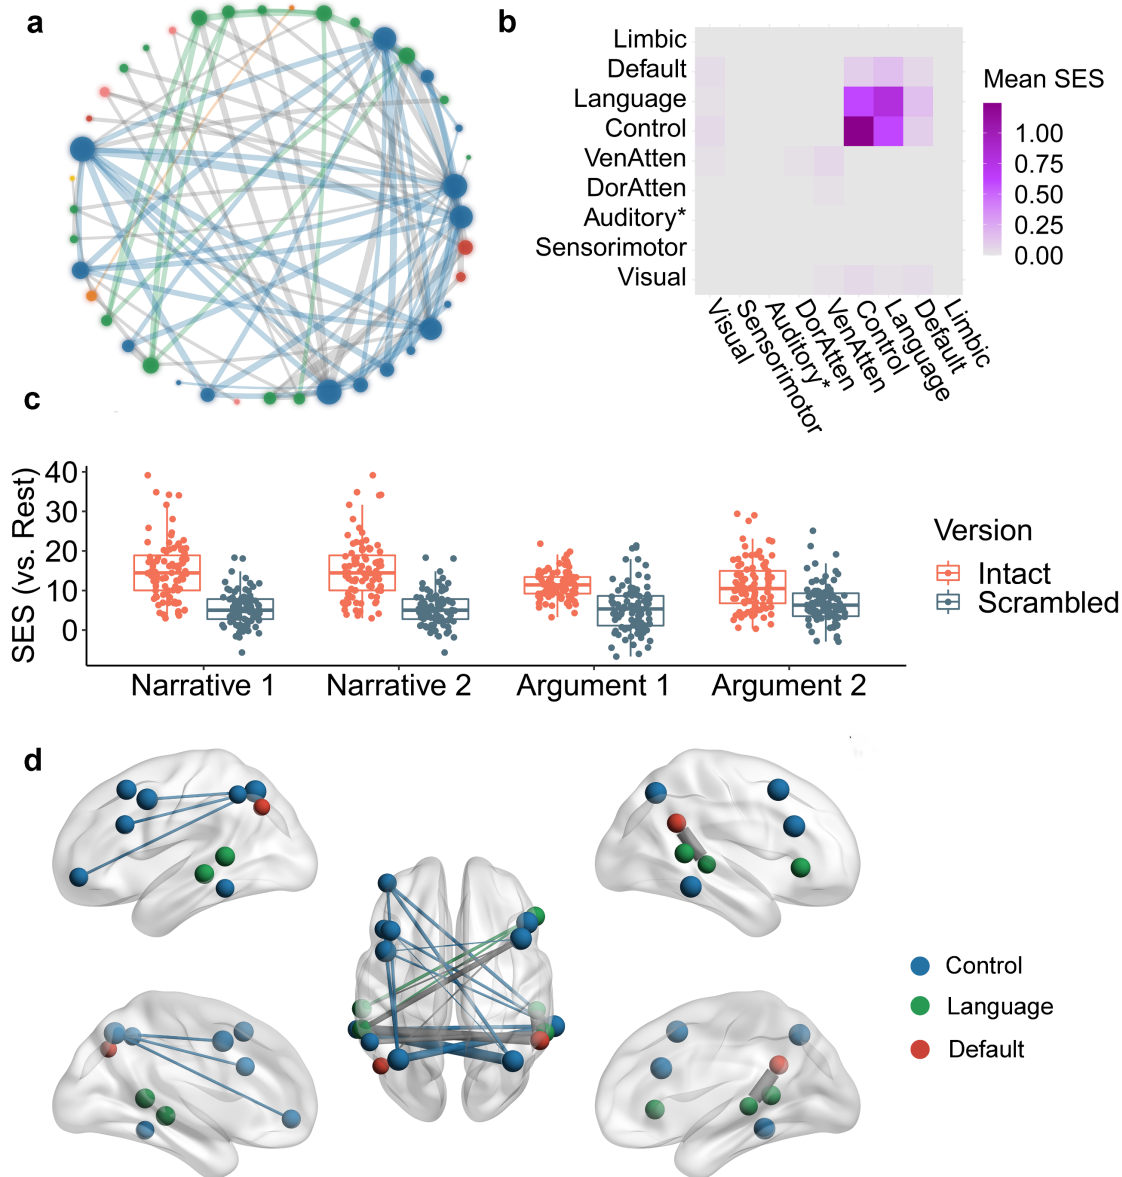 a
b
Limbic
Default
Language
Control
VenAtten
DorAtten
Auditory*
Sensorimotor
Visual
Visual
Sensorimotor
Auditory*
DorAtten
VenAtten
Control
Language
Default
Limbic
Mean SES
1.00
0.75
0.50
0.25
0.00
c
SES (vs. Rest)
40
30
20
10
0
Narrative 1
Narrative 2
Argument 1
Argument 2
Version
Intact
Scrambled
d
Control
Language
Default